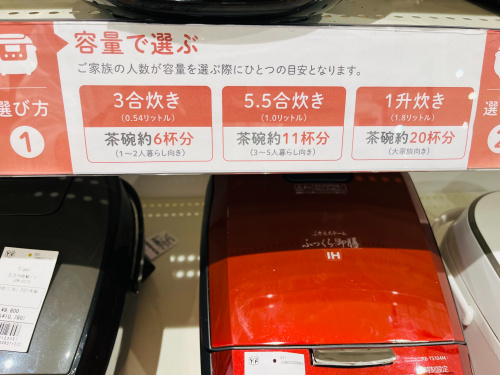 容量で選ぶ
ご家族の人数が容量を選ぶ際にひとつの目安となります。
選び方
1
3合炊き
(0.54リットル)
茶碗約6杯分
(1〜2人暮らし向き)
5.5合炊き
(1.0リットル)
茶碗約11杯分
(3〜5人暮らし向き)
1升炊き
(1.8リットル)
茶碗約20杯分
(大家族向き)
選
2
ふっくら御膳
IH
YF
YF